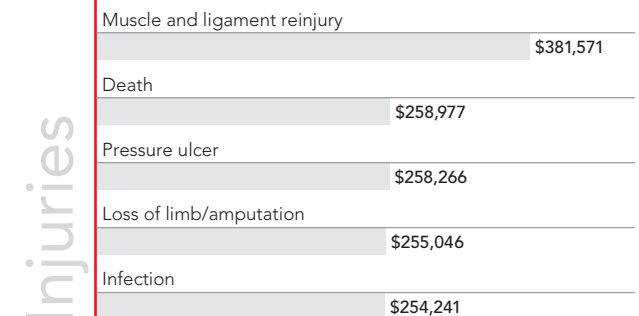 Injuries
Muscle and ligament reinjury
$381,571
Death
$258,977
Pressure ulcer
$258,266
Loss of limb/amputation
$255,046
Infection
$254,241